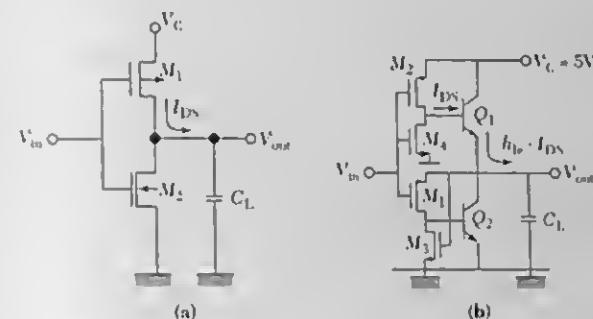 V_C
M_1
I_DS
V_in
V_out
M_2
C_L
(a)
V_C = 5V
M_2
I_DS
Q_1
M_4
h_fe · I_DS
V_in
V_out
M_1
Q_2
C_L
M_3
(b)